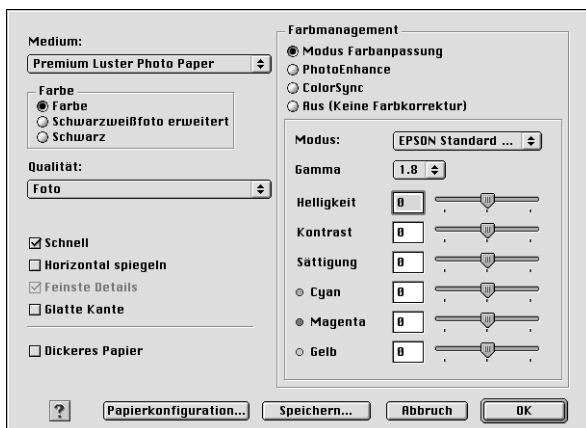 Medium:
Premium Luster Photo Paper
Farbe
Farbe
Schwarzweißfoto erweitert
Schwarz
Qualität:
Foto
Schnell
Horizontal spiegeln
Feinste Details
Glatte Kante
Dickeres Papier
Farbmanagement
Modus Farbanpassung
PhotoEnhance
ColorSync
Aus (Keine Farbkorrektur)
Modus: EPSON Standard ...
Gamma 1.8
Helligkeit 0
Kontrast 0
Sättigung 0
Cyan 0
Magenta 0
Gelb 0
? Papierkonfiguration... Speichern... Abbruch OK